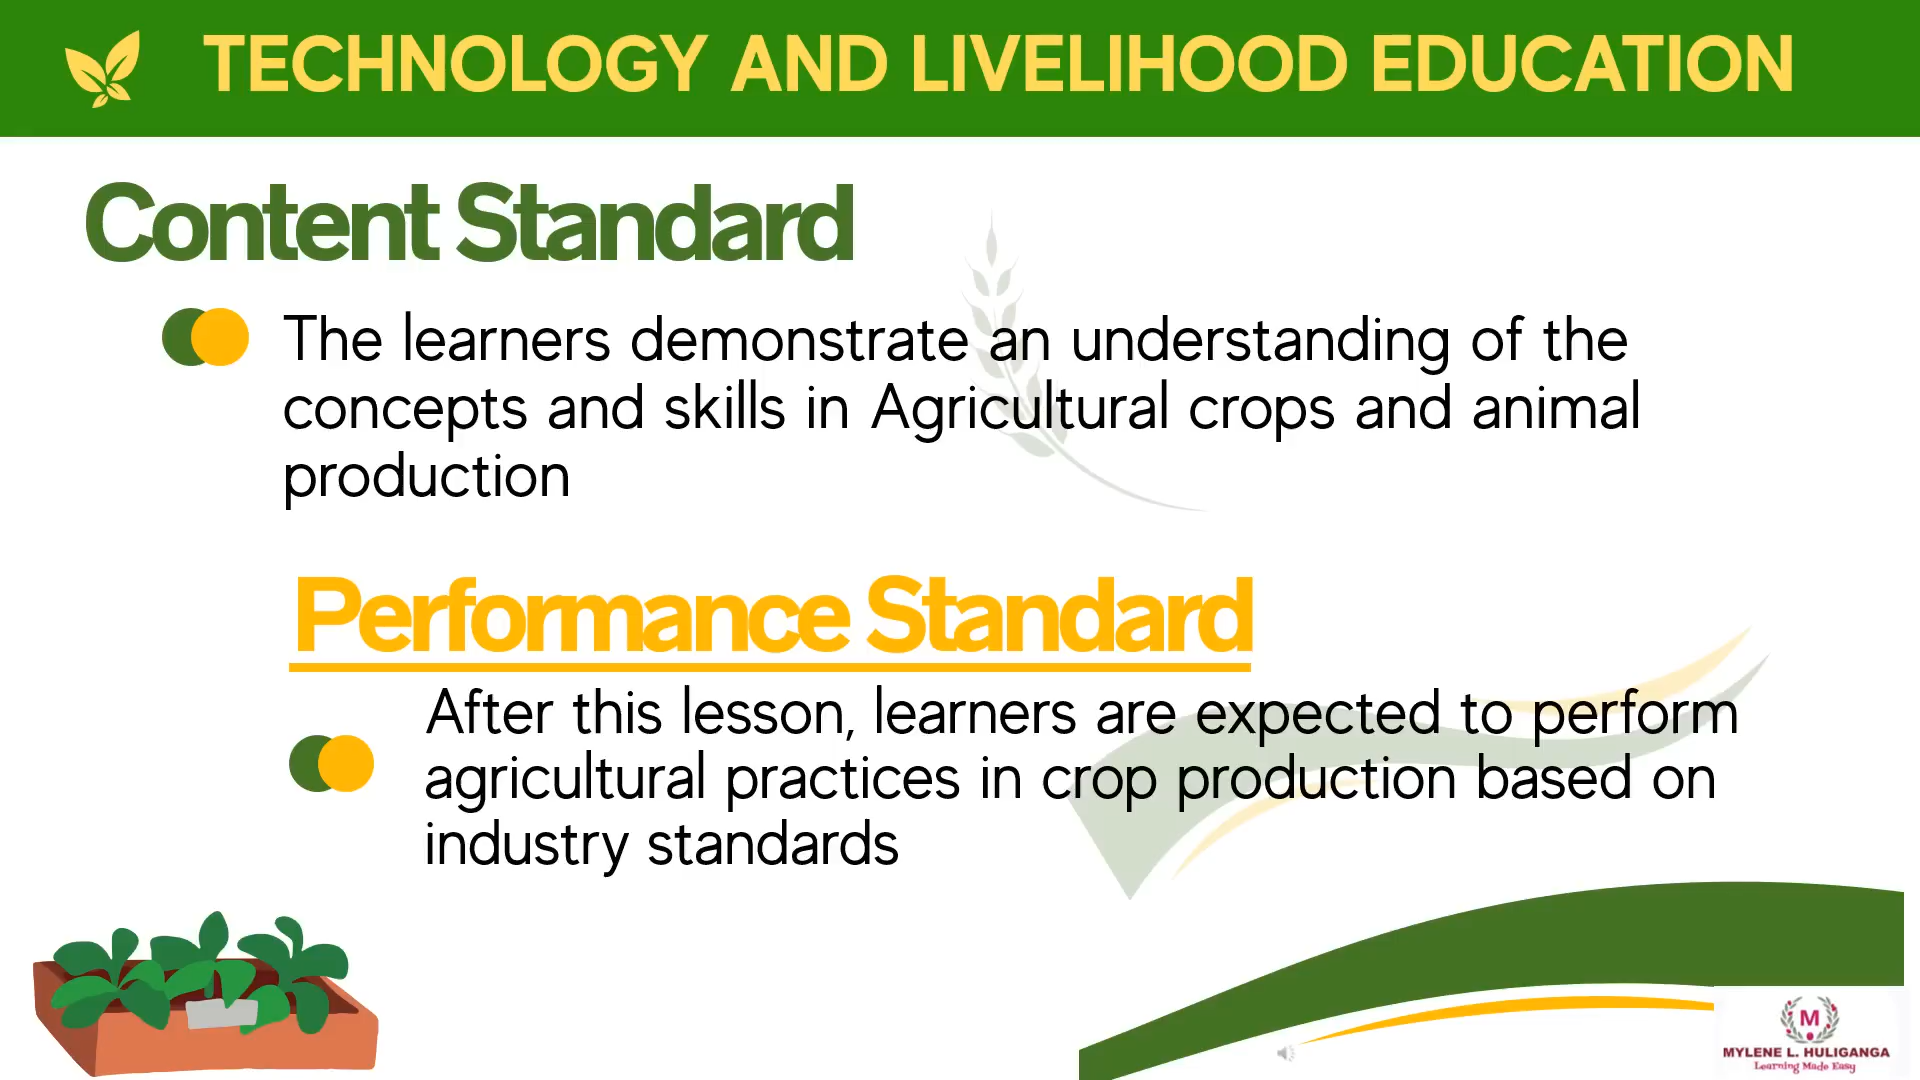 TECHNOLOGY AND LIVELIHOOD EDUCATION
Content Standard
The learners demonstrate an understanding of the
concepts and skills in Agricultural crops and animal
production
Performance Standard
After this lesson, learners are expected to perform
agricultural practices in crop production based on
industry standards
M
MYLENE L. HULIGANGA
Learning Made Easy